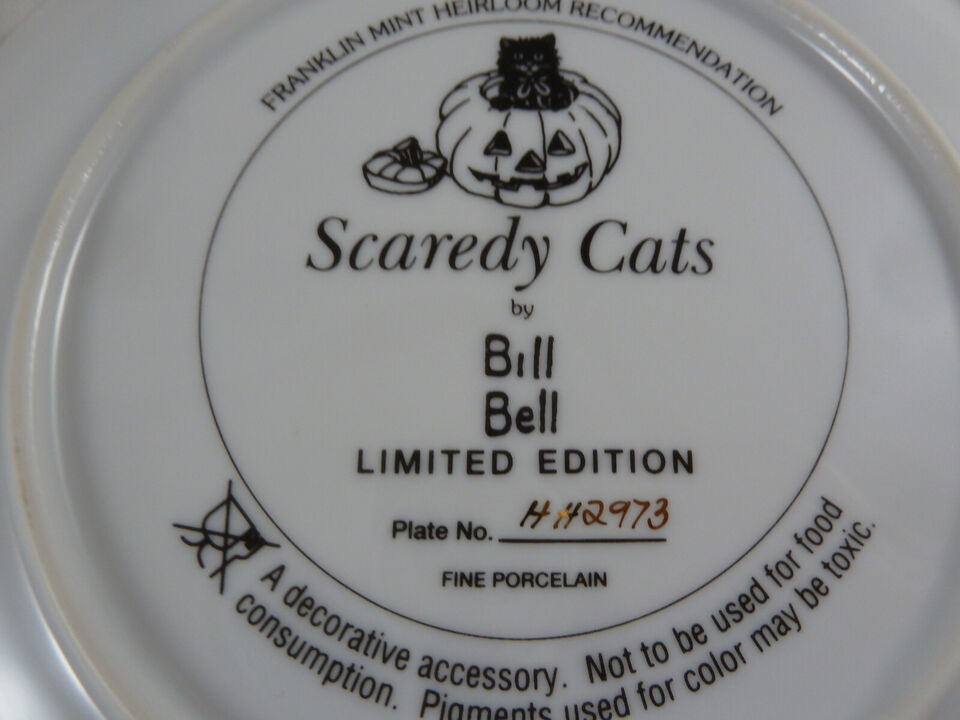 FRANKLIN MINT HEIRLOOM RECOMMENDATION
Scaredy Cats
by
Bill
Bell
LIMITED EDITION
Plate No. HH2973
FINE PORCELAIN
A decorative accessory. Not to be used for food
consumption. Pigments used for color may be toxic.